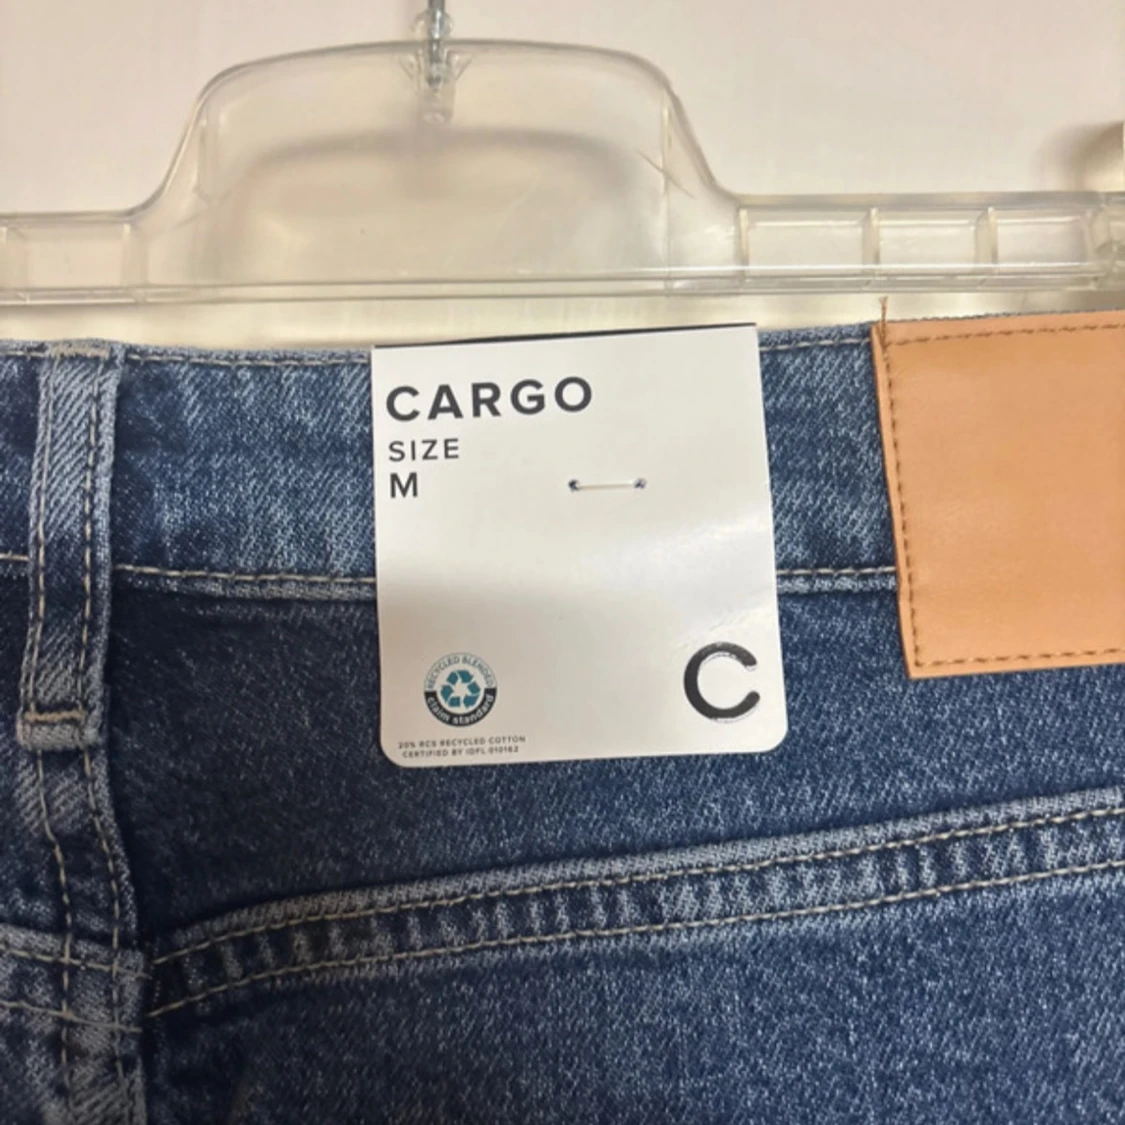 CARGO
SIZE
M
C
RECYCLED BLENDED
claim standard
20% RCS RECYCLED COTTON
CERTIFIED BY IDFL 010162